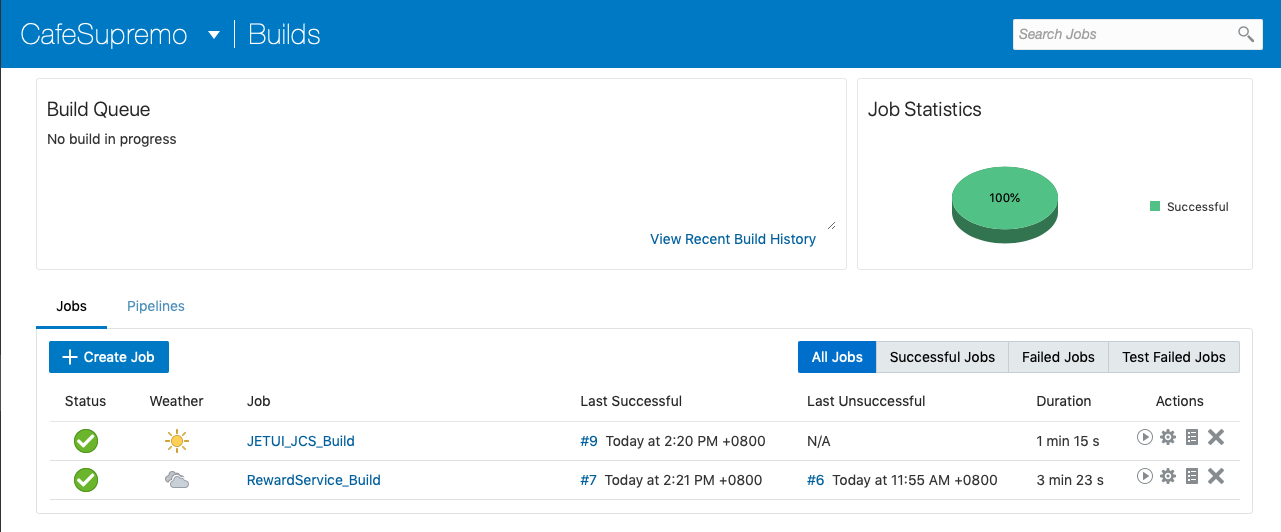 CafeSupremo Builds
Search Jobs
Build Queue
No build in progress
View Recent Build History
Job Statistics
100%
Successful
Jobs Pipelines
Create Job
All Jobs Successful Jobs Failed Jobs Test Failed Jobs
Status Weather Job Last Successful Last Unsuccessful Duration Actions
JETUI_JCS_Build #9 Today at 2:20 PM +0800 N/A 1 min 15 s
RewardService_Build #7 Today at 2:21 PM +0800 #6 Today at 11:55 AM +0800 3 min 23 s